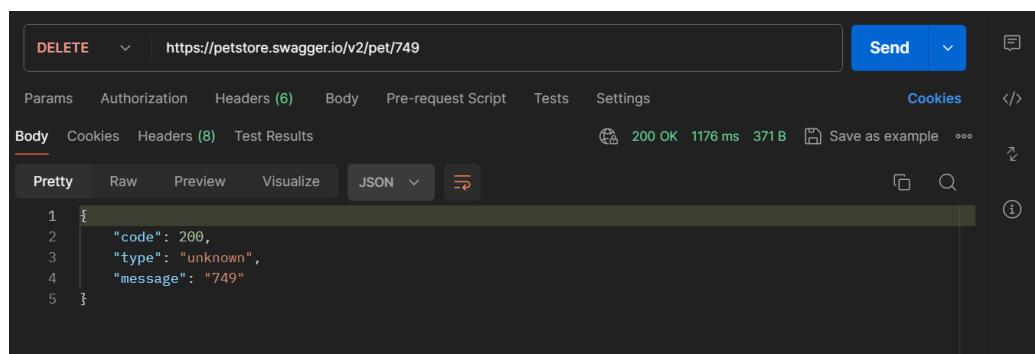 DELETE https://petstore.swagger.io/v2/pet/749 Send
Params Authorization Headers (6) Body Pre-request Script Tests Settings Cookies
Body Cookies Headers (8) Test Results 200 OK 1176 ms 371 B Save as example
Pretty Raw Preview Visualize JSON
1 {
2 "code": 200,
3 "type": "unknown",
4 "message": "749"
5 }